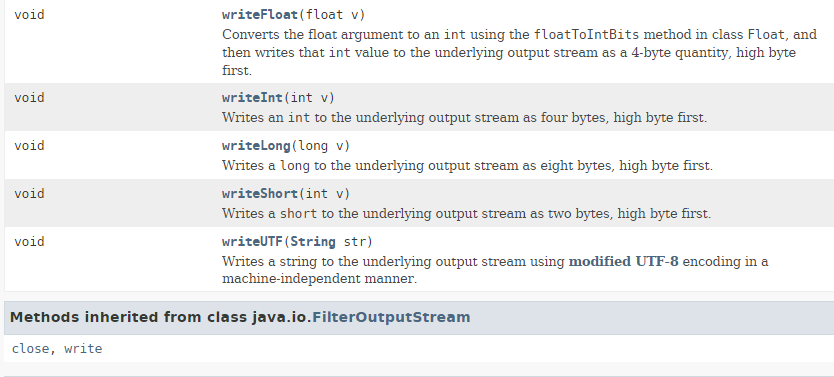 void writeFloat(float v)
Converts the float argument to an int using the floatToIntBits method in class Float, and
then writes that int value to the underlying output stream as a 4-byte quantity, high byte
first.
void writeInt(int v)
Writes an int to the underlying output stream as four bytes, high byte first.
void writeLong(long v)
Writes a long to the underlying output stream as eight bytes, high byte first.
void writeShort(int v)
Writes a short to the underlying output stream as two bytes, high byte first.
void writeUTF(String str)
Writes a string to the underlying output stream using modified UTF-8 encoding in a
machine-independent manner.
Methods inherited from class java.io.FilterOutputStream
close, write